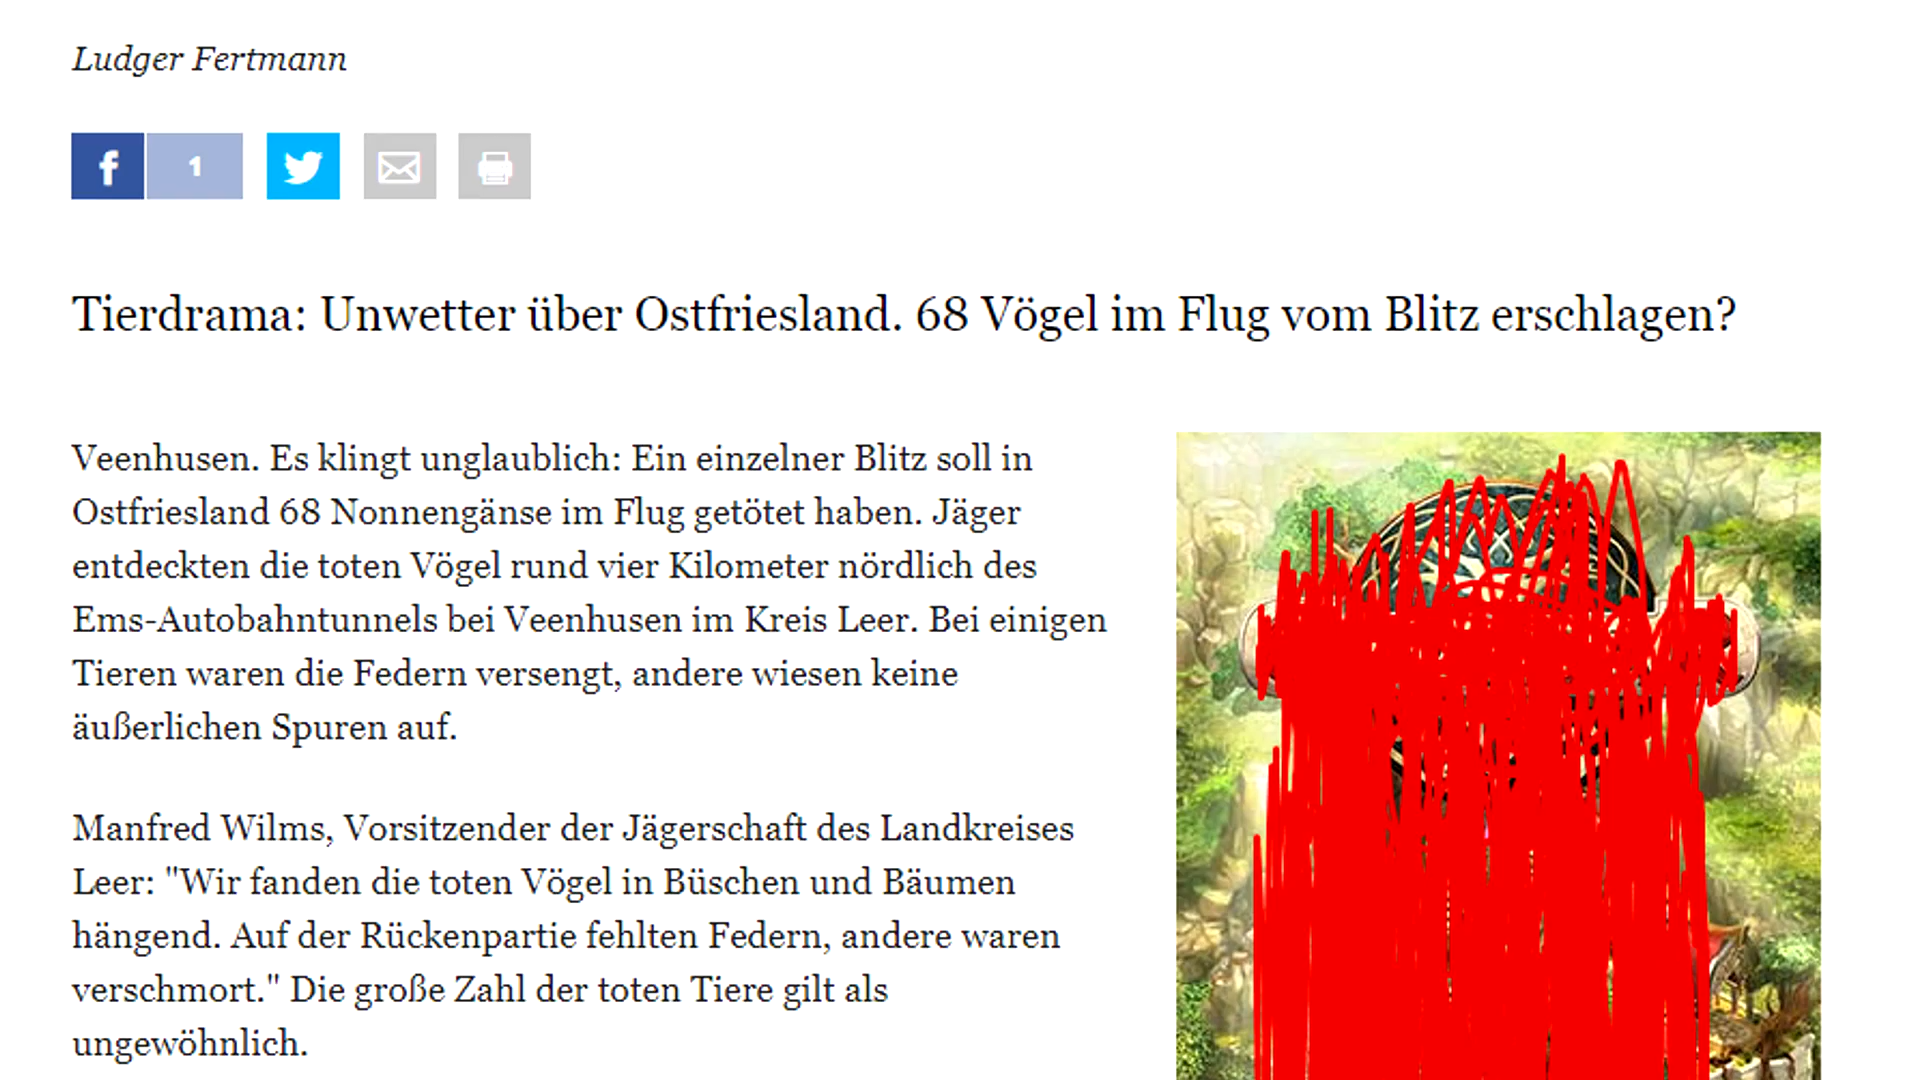 Ludger Fertmann
f 1
Tierdrama: Unwetter über Ostfriesland. 68 Vögel im Flug vom Blitz erschlagen?
Veenhusen. Es klingt unglaublich: Ein einzelner Blitz soll in
Ostfriesland 68 Nonnengänse im Flug getötet haben. Jäger
entdeckten die toten Vögel rund vier Kilometer nördlich des
Ems-Autobahntunnels bei Veenhusen im Kreis Leer. Bei einigen
Tieren waren die Federn versengt, andere wiesen keine
äußerlichen Spuren auf.
Manfred Wilms, Vorsitzender der Jägerschaft des Landkreises
Leer: "Wir fanden die toten Vögel in Büschen und Bäumen
hängend. Auf der Rückenpartie fehlten Federn, andere waren
verschmort." Die große Zahl der toten Tiere gilt als
ungewöhnlich.